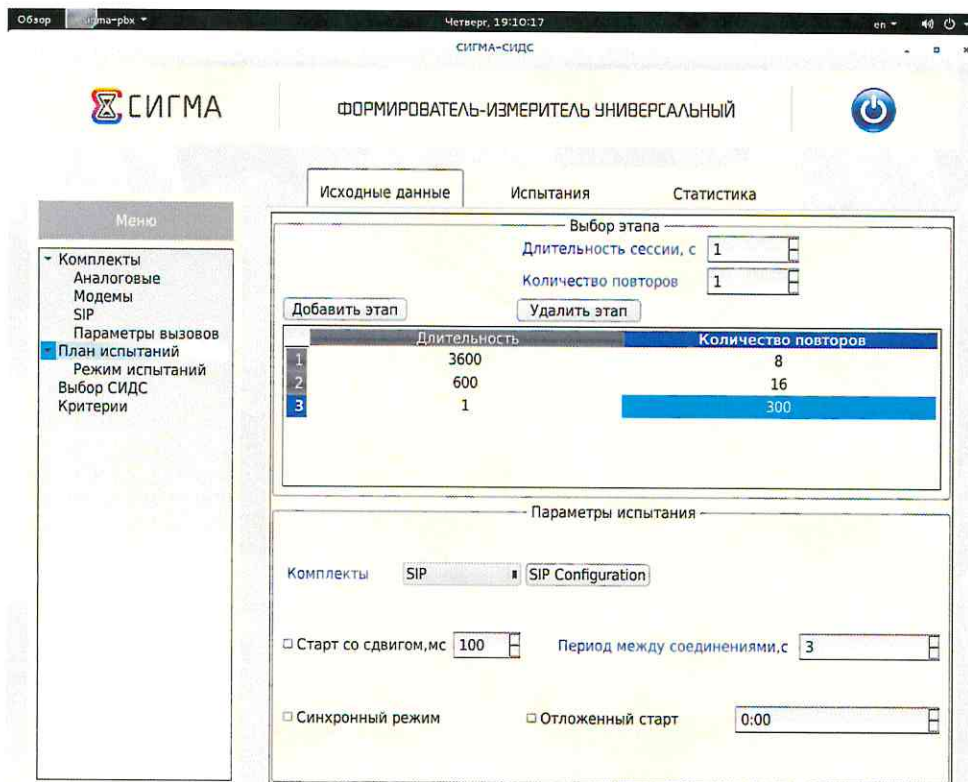 Обзор
Четверг, 19:10:17
en
СИГМА-СИДС
СИГМА
ФОРМИРОВАТЕЛЬ-ИЗМЕРИТЕЛЬ УНИВЕРСАЛЬНЫЙ
Исходные данные
Испытания
Статистика
Меню
Комплекты
Аналоговые
Модемы
SIP
Параметры вызовов
План испытаний
Режим испытаний
Выбор СИДС
Критерии
Выбор этапа
Длительность сессии, с 1
Количество повторов 1
Добавить этап
Удалить этап
Длительность Количество повторов
1 3600 8
2 600 16
3 1 300
Параметры испытания
Комплекты SIP SIP Configuration
Старт со сдвигом,мс 100 Период между соединениями,с 3
Синхронный режим Отложенный старт 0:00